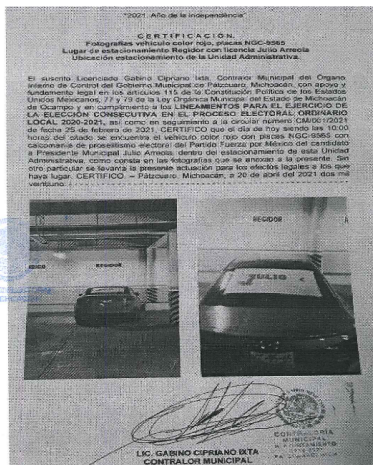 "2021, Año de la Independencia"
CERTIFICACIÓN.
Fotografías vehículo color rojo, placas NGC-9565
Lugar de estacionamiento Regidor con licencia Julio Arreola
Ubicación estacionamiento de la Unidad Administrativa.
El suscrito Licenciado Gabino Cipriano Ixta, Contralor Municipal del Órgano
Interno de Control del Gobierno Municipal de Pátzcuaro, Michoacán, con apoyo y
fundamento legal en los artículos 115 de la Constitución Política de los Estados
Unidos Mexicanos, 77 y 79 de la Ley Orgánica Municipal del Estado de Michoacán
de Ocampo y en cumplimiento a los LINEAMIENTOS PARA EL EJERCICIO DE
LA ELECCIÓN CONSECUTIVA EN EL PROCESO ELECTORAL ORDINARIO
LOCAL 2020-2021, así como en seguimiento a la circular número CM/001/2021
de fecha 25 de febrero de 2021, CERTIFICO que el día de hoy siendo las 10:00
horas del citado se encuentra el vehículo color rojo con placas NGC-9565 con
calcomanía de proselitismo electoral del Partido Fuerza por México del candidato
a Presidente Municipal Julio Arreola, dentro del estacionamiento de esta Unidad
Administrativa, como consta en las fotografías que se anexan a la presente. Sin
otro particular se levanta la presente actuación para los efectos legales a los que
haya lugar. CERTIFICO. – Pátzcuaro, Michoacán, a 20 de abril del 2021 dos mil
veintiuno.
REGIDOR
REGIDOR
JULIO
CONTRALORÍA
MUNICIPAL
LIC. GABINO CIPRIANO IXTA
CONTRALOR MUNICIPAL